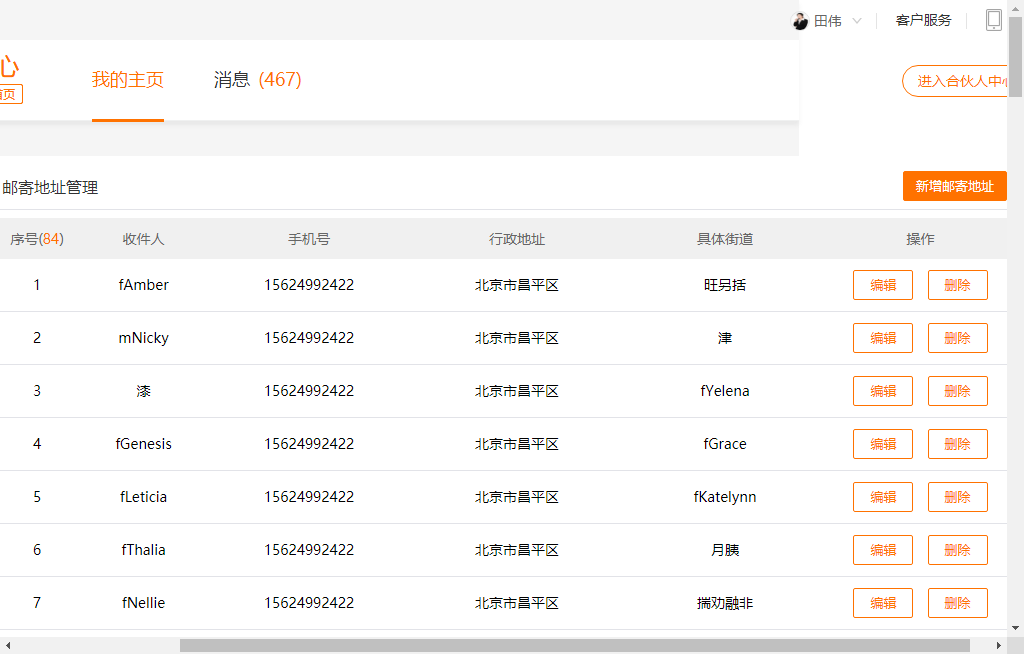 田伟 客户服务
心
我的主页 消息 (467) 进入合伙人中心
首页
邮寄地址管理 新增邮寄地址
序号(84) 收件人 手机号 行政地址 具体街道 操作
1 fAmber 15624992422 北京市昌平区 旺另括 编辑 删除
2 mNicky 15624992422 北京市昌平区 津 编辑 删除
3 漆 15624992422 北京市昌平区 fYelena 编辑 删除
4 fGenesis 15624992422 北京市昌平区 fGrace 编辑 删除
5 fLeticia 15624992422 北京市昌平区 fKatelynn 编辑 删除
6 fThalia 15624992422 北京市昌平区 月胰 编辑 删除
7 fNellie 15624992422 北京市昌平区 揣劝融非 编辑 删除